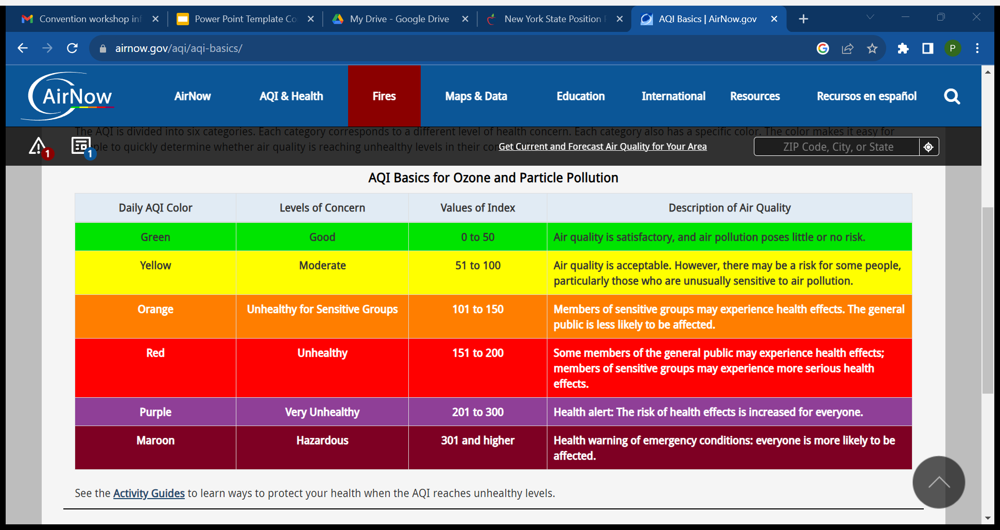 Convention workshop inf
Power Point Template Co
My Drive - Google Drive
New York State Position
AQI Basics | AirNow.gov
airnow.gov/aqi/aqi-basics/
P
AirNow
AirNow
AQI & Health
Fires
Maps & Data
Education
International
Resources
Recursos en español
The AQI is divided into six categories. Each category corresponds to a different level of health concern. Each category also has a specific color. The color makes it easy for
ple to quickly determine whether air quality is reaching unhealthy levels in their
1
1
Get Current and Forecast Air Quality for Your Area
ZIP Code, City, or State
AQI Basics for Ozone and Particle Pollution
Daily AQI Color
Levels of Concern
Values of Index
Description of Air Quality
Green
Good
0 to 50
Air quality is satisfactory, and air pollution poses little or no risk.
Yellow
Moderate
51 to 100
Air quality is acceptable. However, there may be a risk for some people,
particularly those who are unusually sensitive to air pollution.
Orange
Unhealthy for Sensitive Groups
101 to 150
Members of sensitive groups may experience health effects. The general
public is less likely to be affected.
Red
Unhealthy
151 to 200
Some members of the general public may experience health effects;
members of sensitive groups may experience more serious health
effects.
Purple
Very Unhealthy
201 to 300
Health alert: The risk of health effects is increased for everyone.
Maroon
Hazardous
301 and higher
Health warning of emergency conditions: everyone is more likely to be
affected.
See the Activity Guides to learn ways to protect your health when the AQI reaches unhealthy levels.